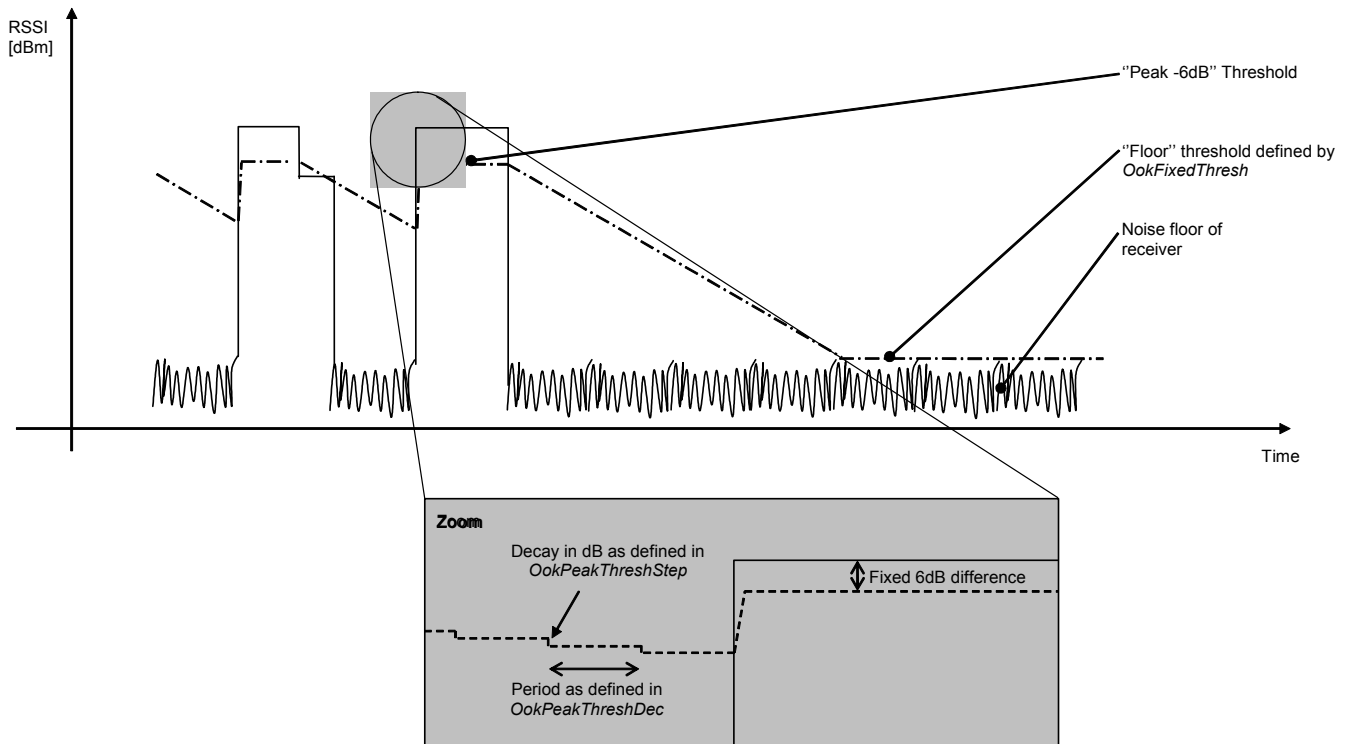 RSSI
[dBm]
‘’Peak -6dB’’ Threshold
‘’Floor’’ threshold defined by
OokFixedThresh
Noise floor of
receiver
Time
Zoom
Decay in dB as defined in
OokPeakThreshStep
Fixed 6dB difference
Period as defined in
OokPeakThreshDec